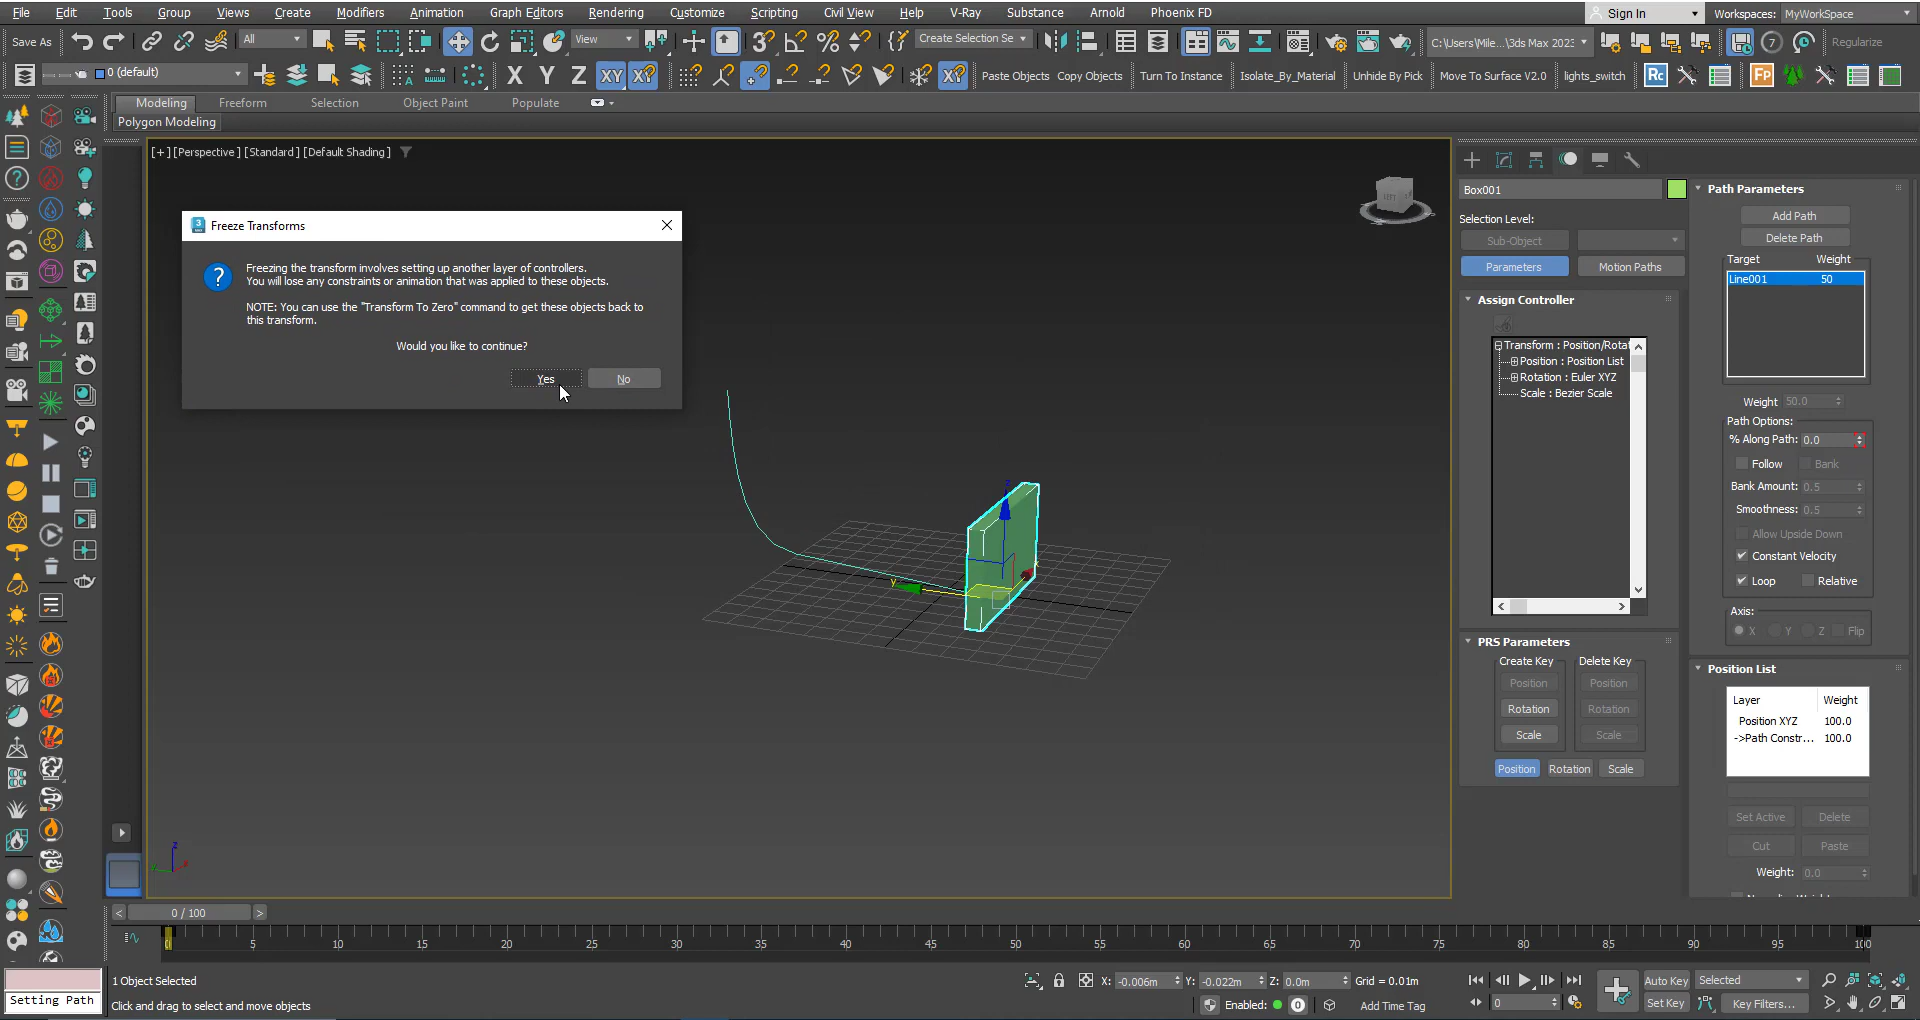 File Edit Tools Group Views Create Modifiers Animation Graph Editors Rendering Customize Scripting Civil View Help V-Ray Substance Arnold Phoenix FD
Sign In Workspaces: MyWorkSpace
Save As All View Create Selection Se C:\Users\Mile...\3ds Max 2023 7 Regularize
0 (default) X Y Z XY Paste Objects Copy Objects Turn To Instance Isolate_By_Material Unhide By Pick Move To Surface V2.0 lights_switch Rc Fp
Modeling Freeform Selection Object Paint Populate
Polygon Modeling
[+] [Perspective] [Standard] [Default Shading]
Freeze Transforms
Freezing the transform involves setting up another layer of controllers.
You will lose any constraints or animation that was applied to these objects.
NOTE: You can use the "Transform To Zero" command to get these objects back to
this transform.
Would you like to continue?
Yes No
LEFT
z
y
x
Box001
Selection Level:
Sub-Object
Parameters Motion Paths
Assign Controller
Transform : Position/Rotat
Position : Position List
Rotation : Euler XYZ
Scale : Bezier Scale
PRS Parameters
Create Key Delete Key
Position Position
Rotation Rotation
Scale Scale
Position Rotation Scale
Path Parameters
Add Path
Delete Path
Target Weight
Line001 50
Weight 50.0
Path Options:
% Along Path: 0.0
Follow Bank
Bank Amount: 0.5
Smoothness: 0.5
Allow Upside Down
Constant Velocity
Loop Relative
Axis:
X Y Z Flip
Position List
Layer Weight
Position XYZ 100.0
->Path Constr... 100.0
Set Active Delete
Cut Paste
Weight: 0.0
z
< 0 / 100 >
0 5 10 15 20 25 30 35 40 45 50 55 60 65 70 75 80 85 90 95 100
1 Object Selected X: -0.006m Y: -0.022m Z: 0.0m Grid = 0.01m Auto Key Selected
Setting Path Click and drag to select and move objects Enabled: 0 Add Time Tag 0 Set Key Key Filters...